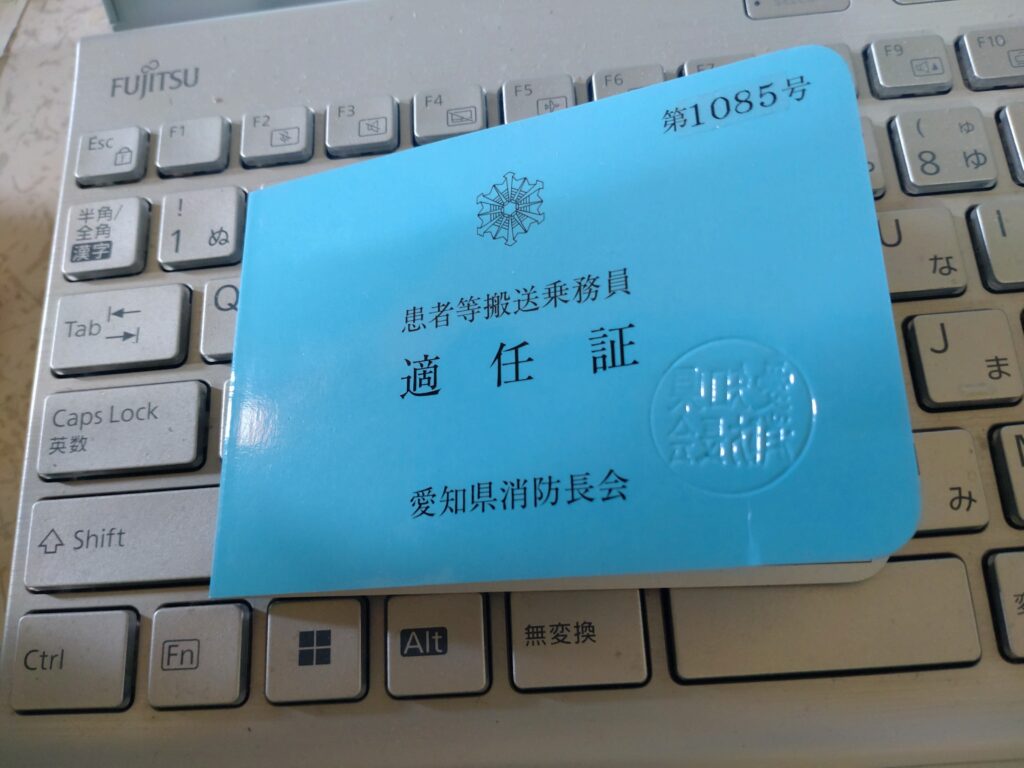 FUJITSU
第1085号
患者等搬送乗務員
適任証
愛知県消防長会
Esc
F1
F2
F3
F4
F5
F6
F7
F9
F10
半角/
全角
漢字
!
1 ぬ
( ゅ
8 ゆ
Tab
Q
U
な
I
Caps Lock
英数
J
ま
Shift
み
Ctrl
Fn
Alt
無変換